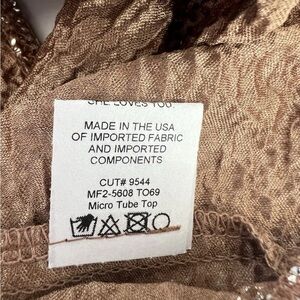 SHE LOVES YOU
MADE IN THE USA
OF IMPORTED FABRIC
AND IMPORTED
COMPONENTS
CUT# 9544
MF2-5608 TO69
Micro Tube Top